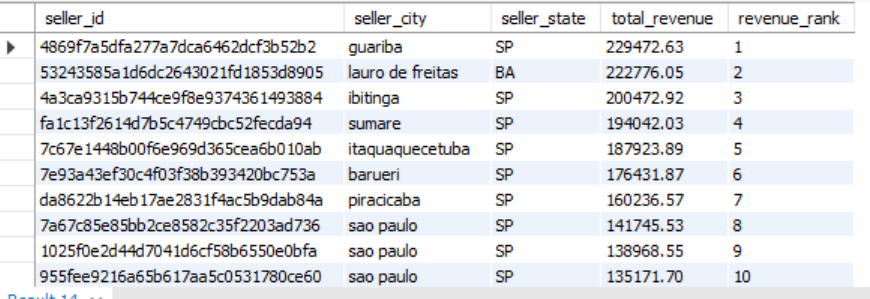 seller_id seller_city seller_state total_revenue revenue_rank
4869f7a5dfa277a7dca6462dcf3b52b2 guariba SP 229472.63 1
53243585a1d6dc2643021fd1853d8905 lauro de freitas BA 222776.05 2
4a3ca9315b744ce9f8e9374361493884 ibitinga SP 200472.92 3
fa1c13f2614d7b5c4749cbc52fecda94 sumare SP 194042.03 4
7c67e1448b00f6e969d365cea6b010ab itaquaquecetuba SP 187923.89 5
7e93a43ef30c4f03f38b393420bc753a barueri SP 176431.87 6
da8622b14eb17ae2831f4ac5b9dab84a piracicaba SP 160236.57 7
7a67c85e85bb2ce8582c35f2203ad736 sao paulo SP 141745.53 8
1025f0e2d44d7041d6cf58b6550e0bfa sao paulo SP 138968.55 9
955fee9216a65b617aa5c0531780ce60 sao paulo SP 135171.70 10
Result 14